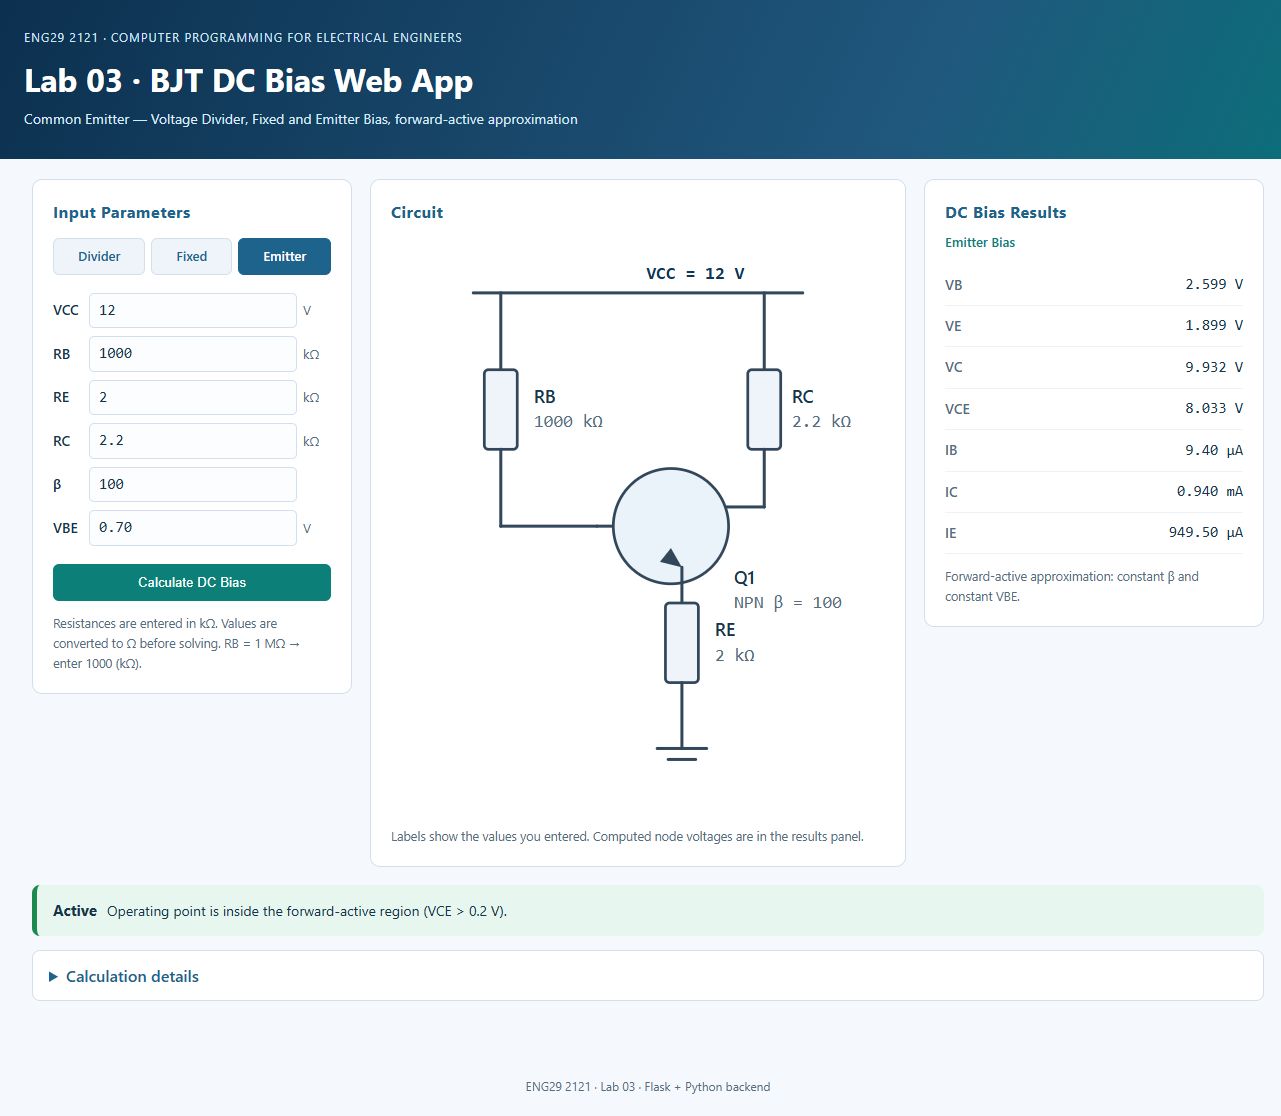 ENG29 2121 · COMPUTER PROGRAMMING FOR ELECTRICAL ENGINEERS
Lab 03 · BJT DC Bias Web App
Common Emitter — Voltage Divider, Fixed and Emitter Bias, forward-active approximation
Input Parameters
Divider
Fixed
Emitter
VCC 12 V
RB 1000 kΩ
RE 2 kΩ
RC 2.2 kΩ
β 100
VBE 0.70 V
Calculate DC Bias
Resistances are entered in kΩ. Values are
converted to Ω before solving. RB = 1 MΩ →
enter 1000 (kΩ).
Circuit
VCC = 12 V
RB
1000 kΩ
RC
2.2 kΩ
Q1
NPN β = 100
RE
2 kΩ
Labels show the values you entered. Computed node voltages are in the results panel.
DC Bias Results
Emitter Bias
VB 2.599 V
VE 1.899 V
VC 9.932 V
VCE 8.033 V
IB 9.40 μA
IC 0.940 mA
IE 949.50 μA
Forward-active approximation: constant β and
constant VBE.
Active Operating point is inside the forward-active region (VCE > 0.2 V).
▶ Calculation details
ENG29 2121 · Lab 03 · Flask + Python backend